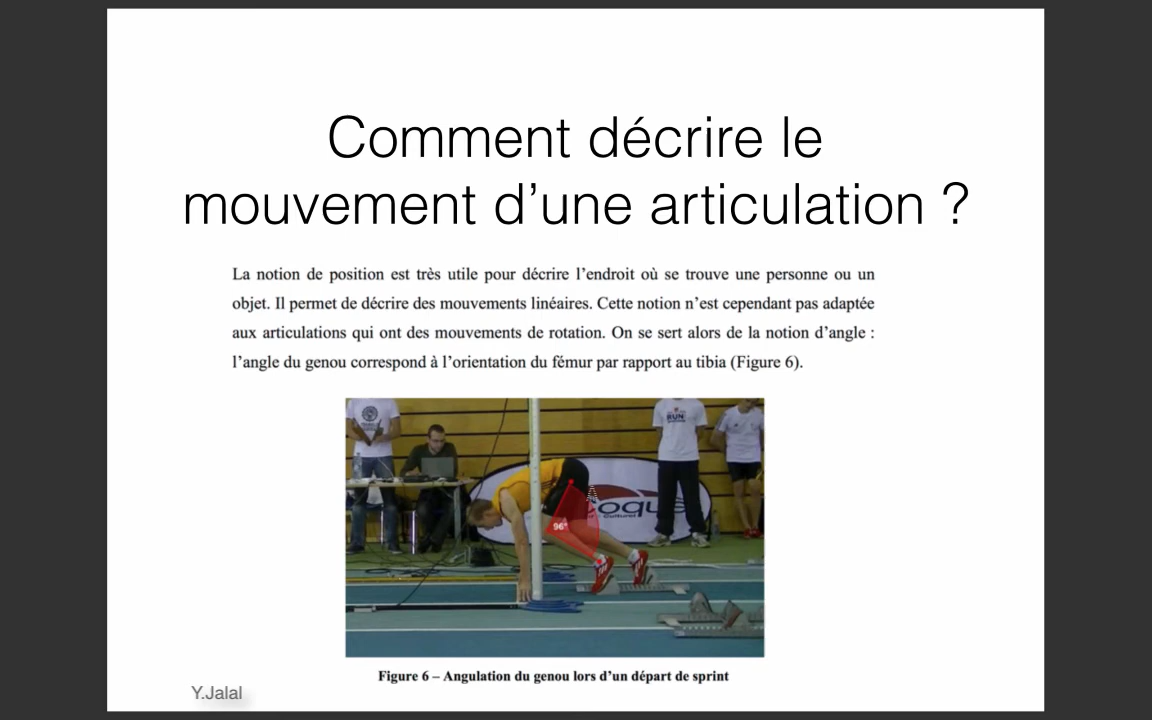 Comment décrire le
mouvement d’une articulation ?
La notion de position est très utile pour décrire l’endroit où se trouve une personne ou un
objet. Il permet de décrire des mouvements linéaires. Cette notion n’est cependant pas adaptée
aux articulations qui ont des mouvements de rotation. On se sert alors de la notion d’angle :
l’angle du genou correspond à l’orientation du fémur par rapport au tibia (Figure 6).
RUN
96°
Figure 6 – Angulation du genou lors d’un départ de sprint
Y.Jalal